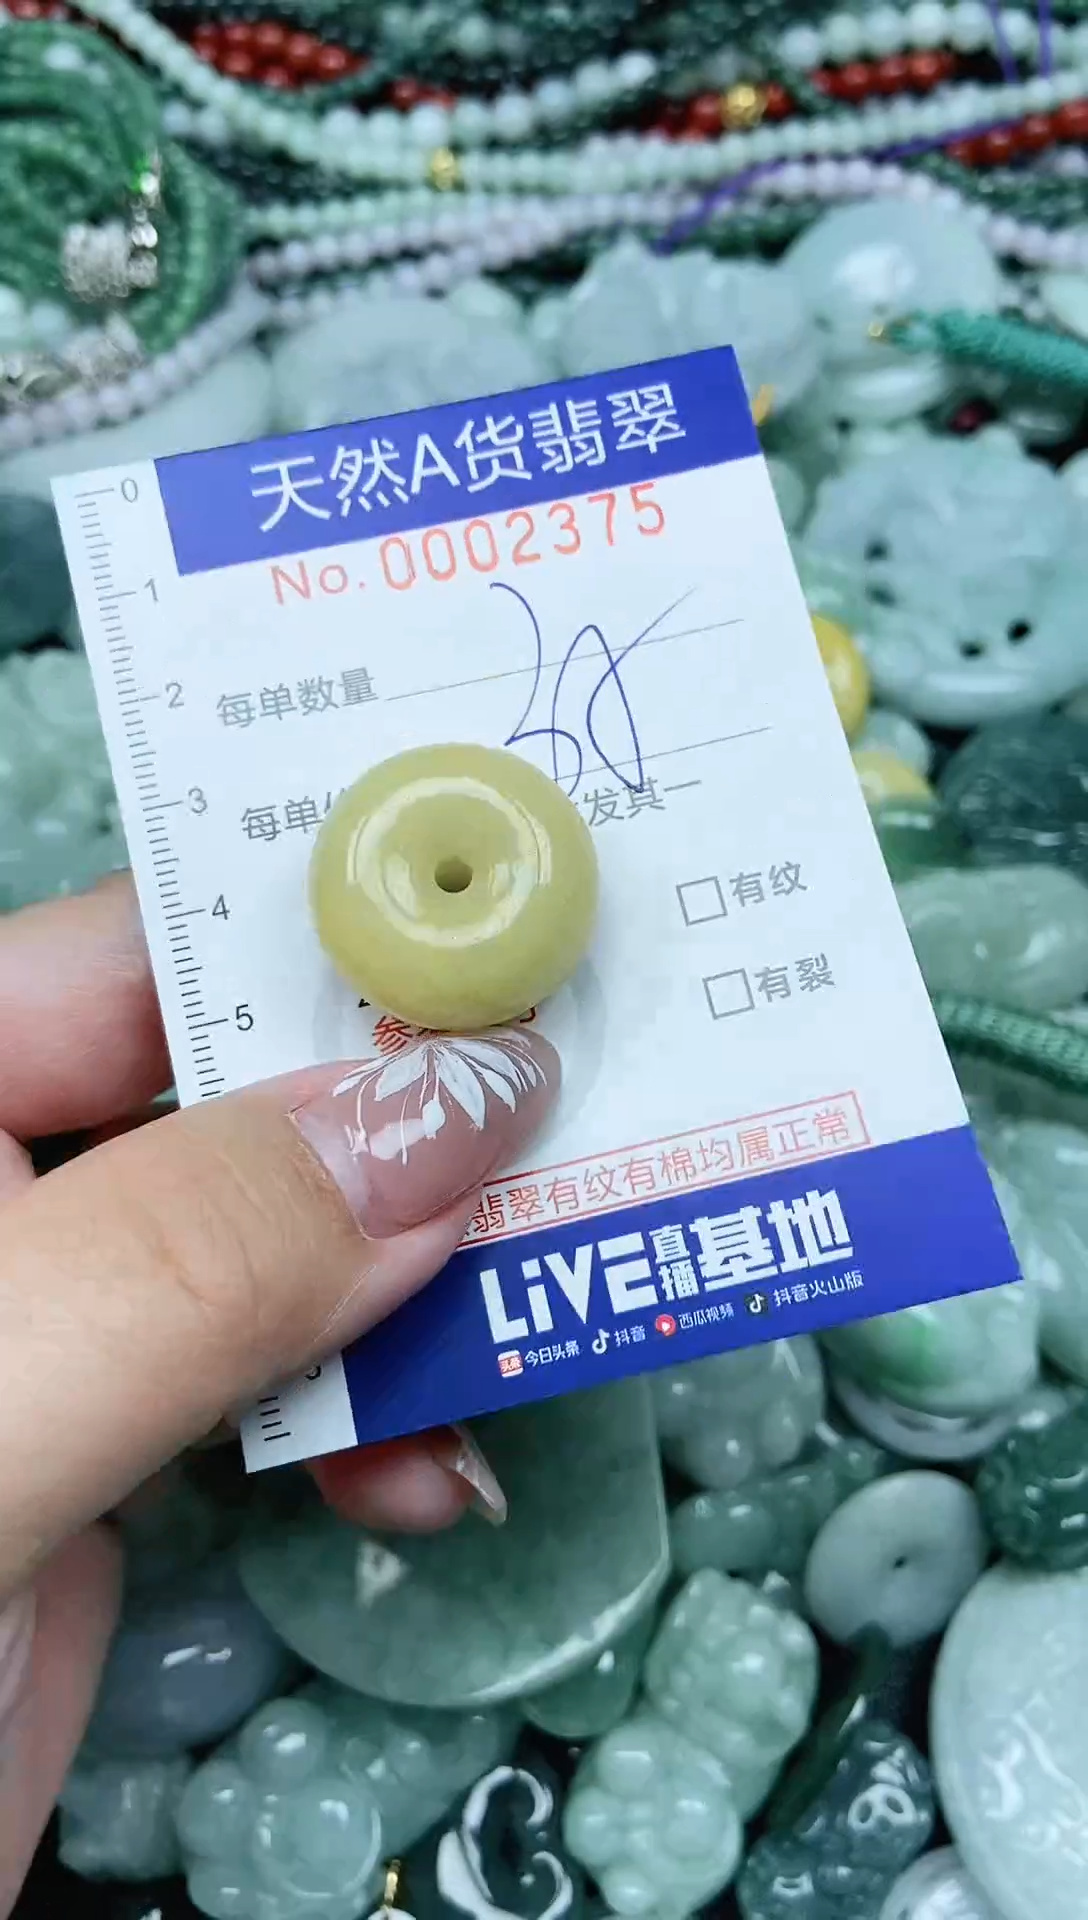 天然A货翡翠
No.0002375
每单数量
每单 发其一
有纹
有裂
翡翠有纹有棉均属正常
LiVE直播基地
今日头条 抖音 西瓜视频 抖音火山版
0
1
2
3
4
5